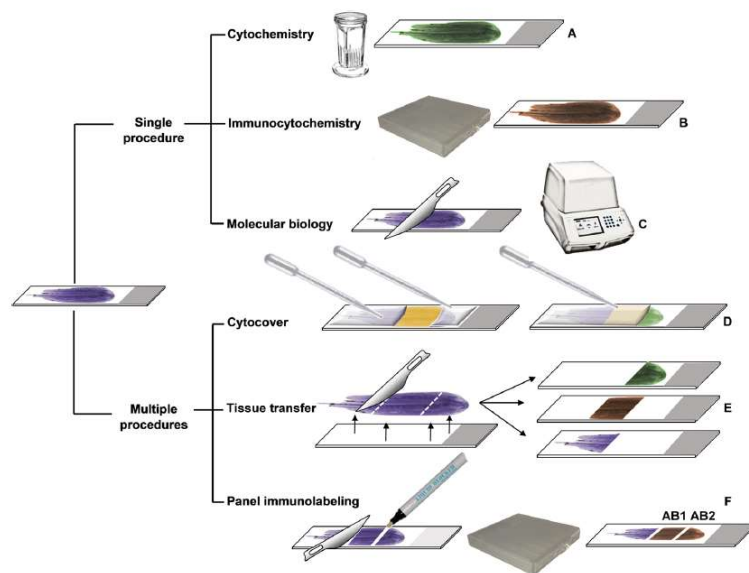 Cytochemistry
A
Single
procedure
Immunocytochemistry
B
Molecular biology
C
Cytocover
D
Multiple
procedures
Tissue transfer
E
Panel immunolabeling
F
AB1 AB2